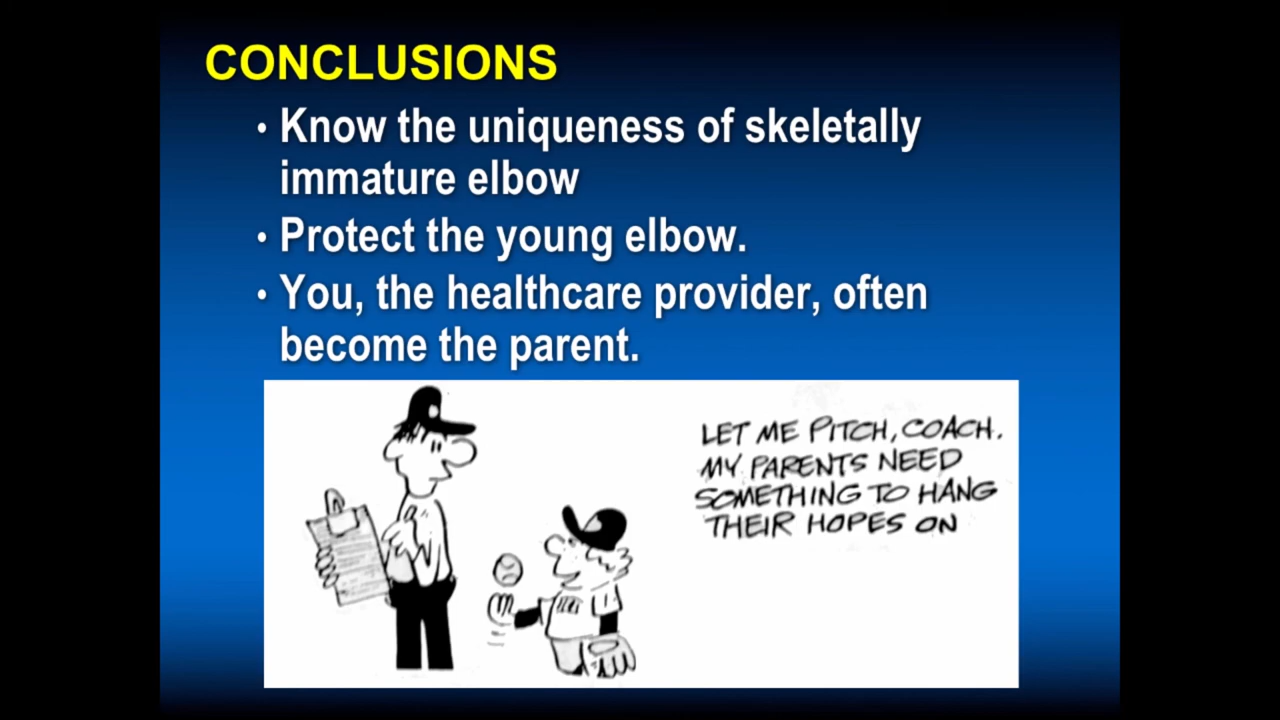 CONCLUSIONS
• Know the uniqueness of skeletally
immature elbow
• Protect the young elbow.
• You, the healthcare provider, often
become the parent.
LET ME PITCH, COACH.
MY PARENTS NEED
SOMETHING TO HANG
THEIR HOPES ON